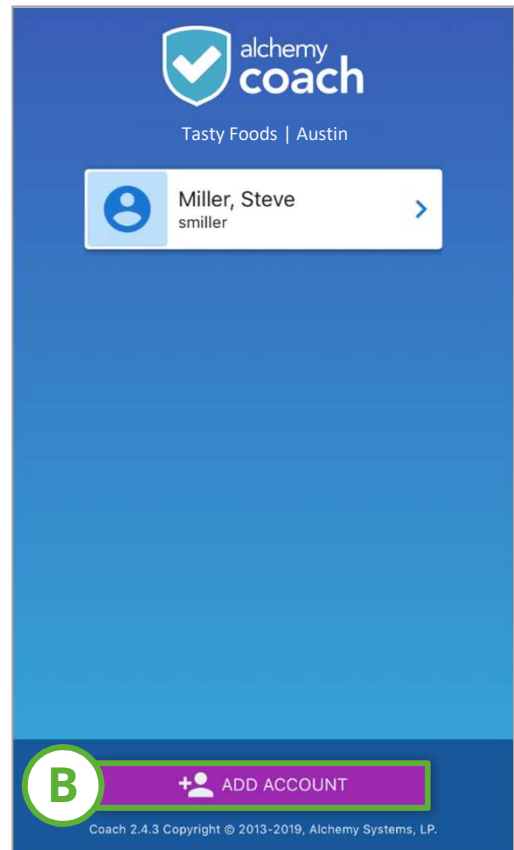 alchemy
coach
Tasty Foods | Austin
Miller, Steve
smiller
B
ADD ACCOUNT
Coach 2.4.3 Copyright © 2013-2019, Alchemy Systems, LP.